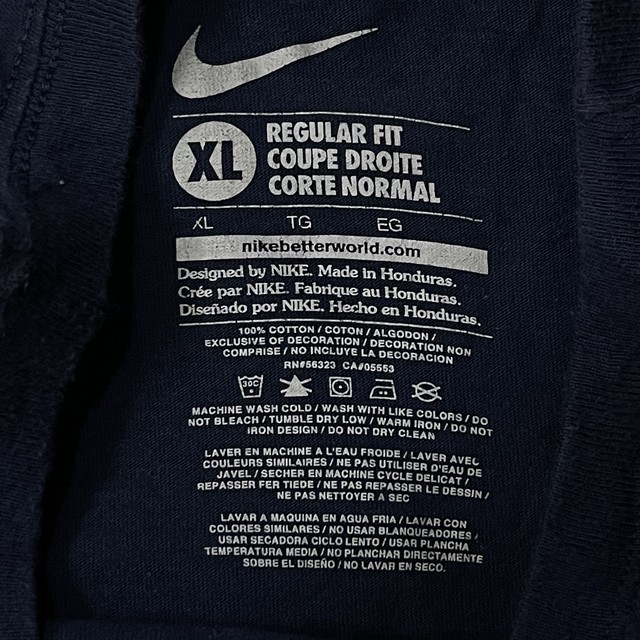 XL
REGULAR FIT
COUPE DROITE
CORTE NORMAL
XL TG EG
nikebetterworld.com
Designed by NIKE. Made in Honduras.
Crée par NIKE. Fabrique au Honduras.
Diseñado por NIKE. Hecho en Honduras.
100% COTTON / COTON / ALGODON /
EXCLUSIVE OF DECORATION / DECORATION NON
COMPRISE / NO INCLUYE LA DECORACION
RN#56323 CA#05553
30C
MACHINE WASH COLD / WASH WITH LIKE COLORS / DO
NOT BLEACH / TUMBLE DRY LOW / WARM IRON / DO NOT
IRON DESIGN / DO NOT DRY CLEAN
LAVER EN MACHINE A L'EAU FROIDE / LAVER AVEC
COULEURS SIMILAIRES / NE PAS UTILISER D'EAU DE
JAVEL / SECHER EN MACHINE CYCLE DELICAT /
REPASSER FER TIEDE / NE PAS REPASSER LE DESSIN /
NE PAS NETTOYER A SEC
LAVAR A MAQUINA EN AGUA FRIA / LAVAR CON
COLORES SIMILARES / NO USAR BLANQUEADORES /
USAR SECADORA CICLO LENTO / USAR PLANCHA
TEMPERATURA MEDIA / NO PLANCHAR DIRECTAMENTE
SOBRE EL DISEÑO / NO LAVAR EN SECO.